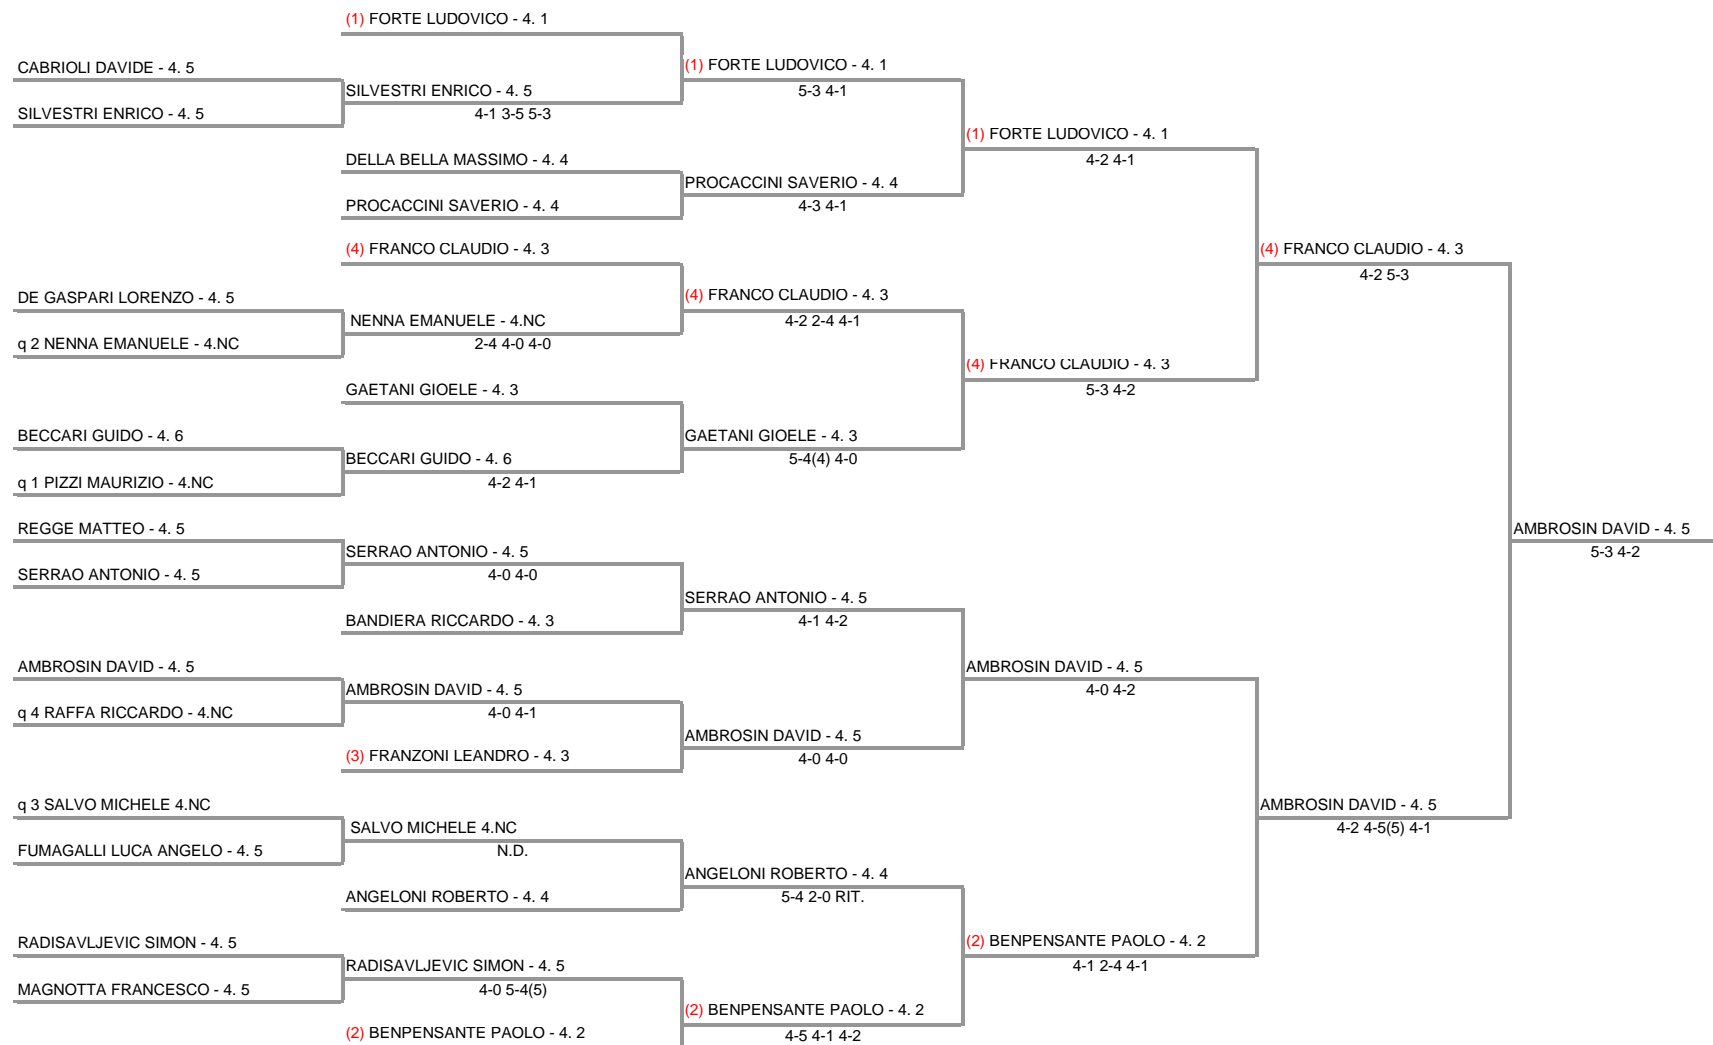 (1) FORTE LUDOVICO - 4. 1
CABRIOLI DAVIDE - 4. 5
(1) FORTE LUDOVICO - 4. 1
SILVESTRI ENRICO - 4. 5
5-3 4-1
SILVESTRI ENRICO - 4. 5
4-1 3-5 5-3
(1) FORTE LUDOVICO - 4. 1
DELLA BELLA MASSIMO - 4. 4
4-2 4-1
PROCACCINI SAVERIO - 4. 4
PROCACCINI SAVERIO - 4. 4
4-3 4-1
(4) FRANCO CLAUDIO - 4. 3
(4) FRANCO CLAUDIO - 4. 3
4-2 5-3
DE GASPARI LORENZO - 4. 5
(4) FRANCO CLAUDIO - 4. 3
NENNA EMANUELE - 4.NC
4-2 2-4 4-1
q 2 NENNA EMANUELE - 4.NC
2-4 4-0 4-0
(4) FRANCO CLAUDIO - 4. 3
GAETANI GIOELE - 4. 3
5-3 4-2
BECCARI GUIDO - 4. 6
GAETANI GIOELE - 4. 3
BECCARI GUIDO - 4. 6
5-4(4) 4-0
q 1 PIZZI MAURIZIO - 4.NC
4-2 4-1
REGGE MATTEO - 4. 5
AMBROSIN DAVID - 4. 5
SERRAO ANTONIO - 4. 5
5-3 4-2
SERRAO ANTONIO - 4. 5
4-0 4-0
SERRAO ANTONIO - 4. 5
BANDIERA RICCARDO - 4. 3
4-1 4-2
AMBROSIN DAVID - 4. 5
AMBROSIN DAVID - 4. 5
AMBROSIN DAVID - 4. 5
4-0 4-2
q 4 RAFFA RICCARDO - 4.NC
4-0 4-1
AMBROSIN DAVID - 4. 5
(3) FRANZONI LEANDRO - 4. 3
4-0 4-0
q 3 SALVO MICHELE 4.NC
AMBROSIN DAVID - 4. 5
SALVO MICHELE 4.NC
4-2 4-5(5) 4-1
FUMAGALLI LUCA ANGELO - 4. 5
N.D.
ANGELONI ROBERTO - 4. 4
ANGELONI ROBERTO - 4. 4
5-4 2-0 RIT.
RADISAVLJEVIC SIMON - 4. 5
(2) BENPENSANTE PAOLO - 4. 2
RADISAVLJEVIC SIMON - 4. 5
4-1 2-4 4-1
MAGNOTTA FRANCESCO - 4. 5
4-0 5-4(5)
(2) BENPENSANTE PAOLO - 4. 2
(2) BENPENSANTE PAOLO - 4. 2
4-5 4-1 4-2